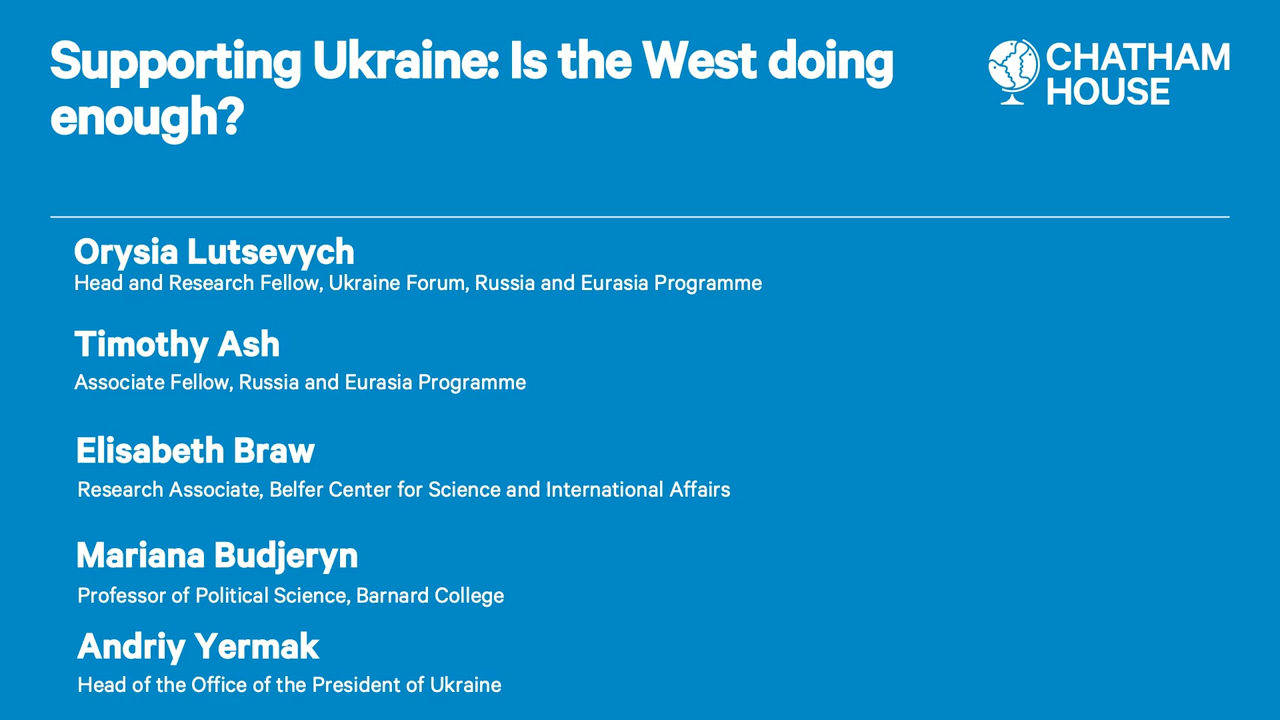 Supporting Ukraine: Is the West doing
enough?
CHATHAM
HOUSE
Orysia Lutsevych
Head and Research Fellow, Ukraine Forum, Russia and Eurasia Programme
Timothy Ash
Associate Fellow, Russia and Eurasia Programme
Elisabeth Braw
Research Associate, Belfer Center for Science and International Affairs
Mariana Budjeryn
Professor of Political Science, Barnard College
Andriy Yermak
Head of the Office of the President of Ukraine